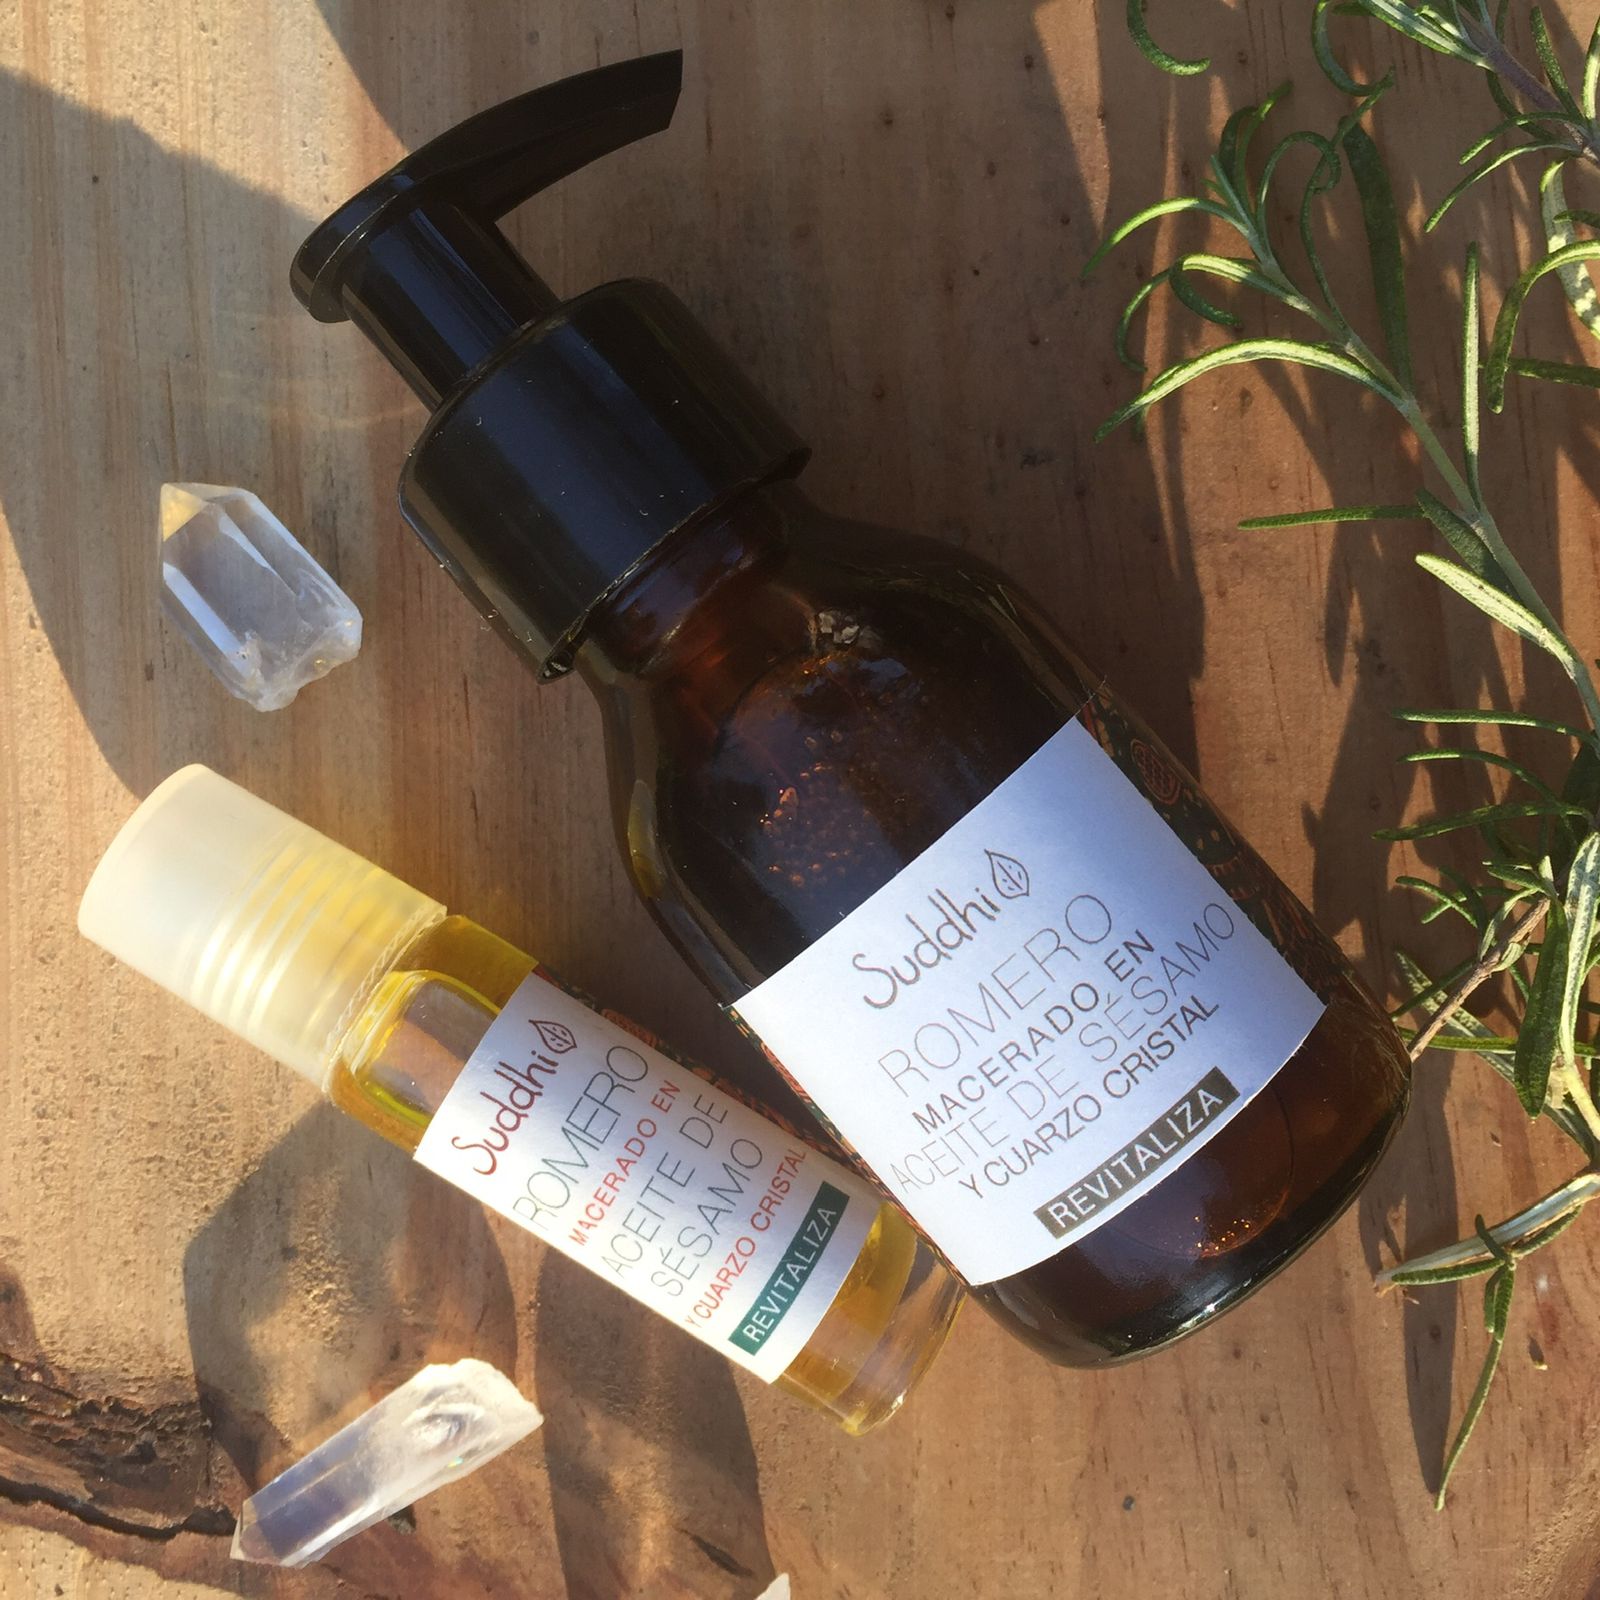 Suddhi
ROMERO
MACERADO EN
ACEITE DE
SÉSAMO
Y CUARZO CRISTAL
REVITALIZA
Suddhi
ROMERO
MACERADO EN
ACEITE DE SÉSAMO
Y CUARZO CRISTAL
REVITALIZA